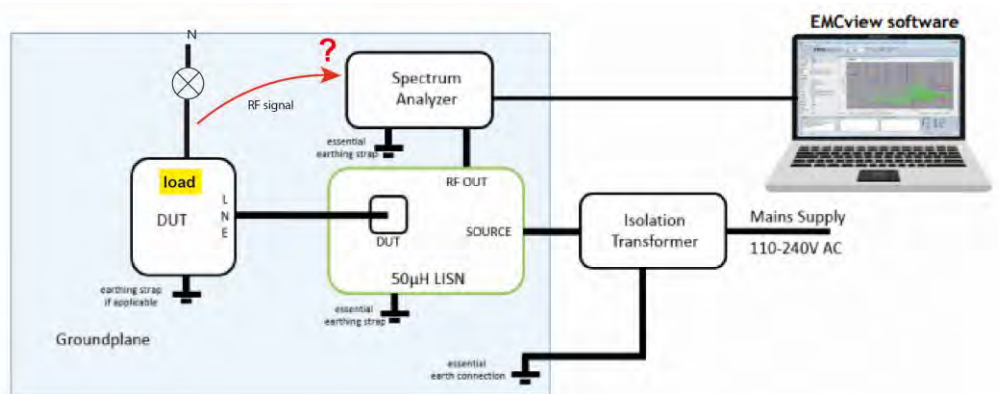 EMCview software
N
?
RF signal
Spectrum
Analyzer
essential
earthing strap
load
DUT
L
N
E
earthing strap
if applicable
Groundplane
RF OUT
DUT
SOURCE
50µH LISN
essential
earthing strap
Isolation
Transformer
Mains Supply
110-240V AC
essential
earth connection